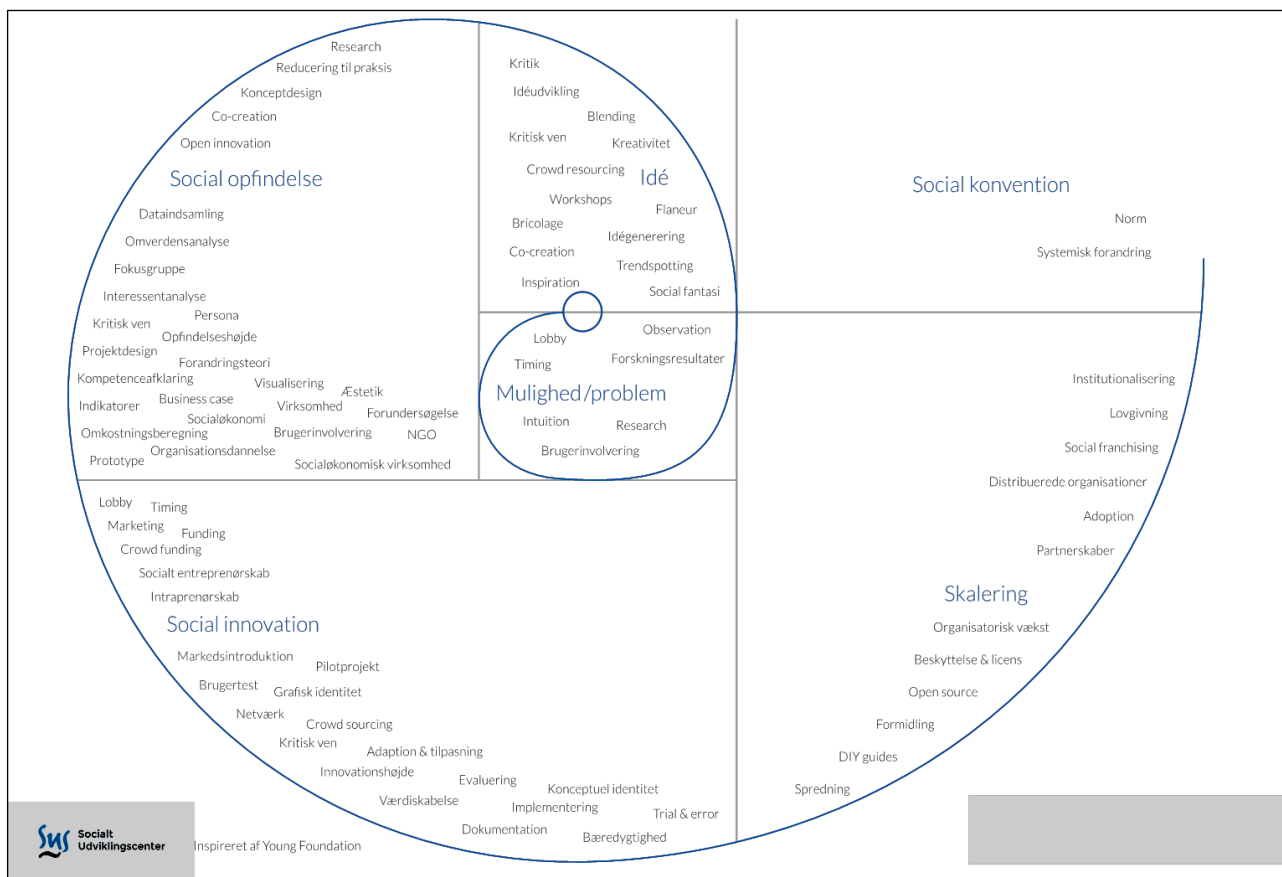 Research
Reducering til praksis
Konceptdesign
Co-creation
Open innovation
Social opfindelse
Dataindsamling
Omverdensanalyse
Fokusgruppe
Interessentanalyse
Persona
Kritisk ven
Opfindelseshøjde
Projektdesign
Forandringsteori
Kompetenceafklaring
Visualisering
Æstetik
Indikatorer
Business case
Virksomhed
Forundersøgelse
Socialøkonomi
Omkostningsberegning
Brugerinvolvering
NGO
Organisationsdannelse
Prototype
Socialøkonomisk virksomhed
Kritik
Idéudvikling
Blending
Kritisk ven
Kreativitet
Crowd resourcing
Idé
Workshops
Flaneur
Bricolage
Idégenerering
Co-creation
Trendspotting
Inspiration
Social fantasi
Observation
Lobby
Forskningsresultater
Timing
Mulighed/problem
Intuition
Research
Brugerinvolvering
Social konvention
Norm
Systemisk forandring
Institutionalisering
Lovgivning
Social franchising
Distribuerede organisationer
Adoption
Partnerskaber
Skalering
Organisatorisk vækst
Beskyttelse & licens
Open source
Formidling
DIY guides
Spredning
Lobby
Timing
Marketing
Funding
Crowd funding
Socialt entreprenørskab
Intraprenørskab
Social innovation
Markedsintroduktion
Pilotprojekt
Brugertest
Grafisk identitet
Netværk
Crowd sourcing
Kritisk ven
Adaption & tilpasning
Innovationshøjde
Evaluering
Konceptuel identitet
Værdiskabelse
Implementering
Trial & error
Dokumentation
Bæredygtighed
SUS
Socialt
Udviklingscenter
Inspireret af Young Foundation